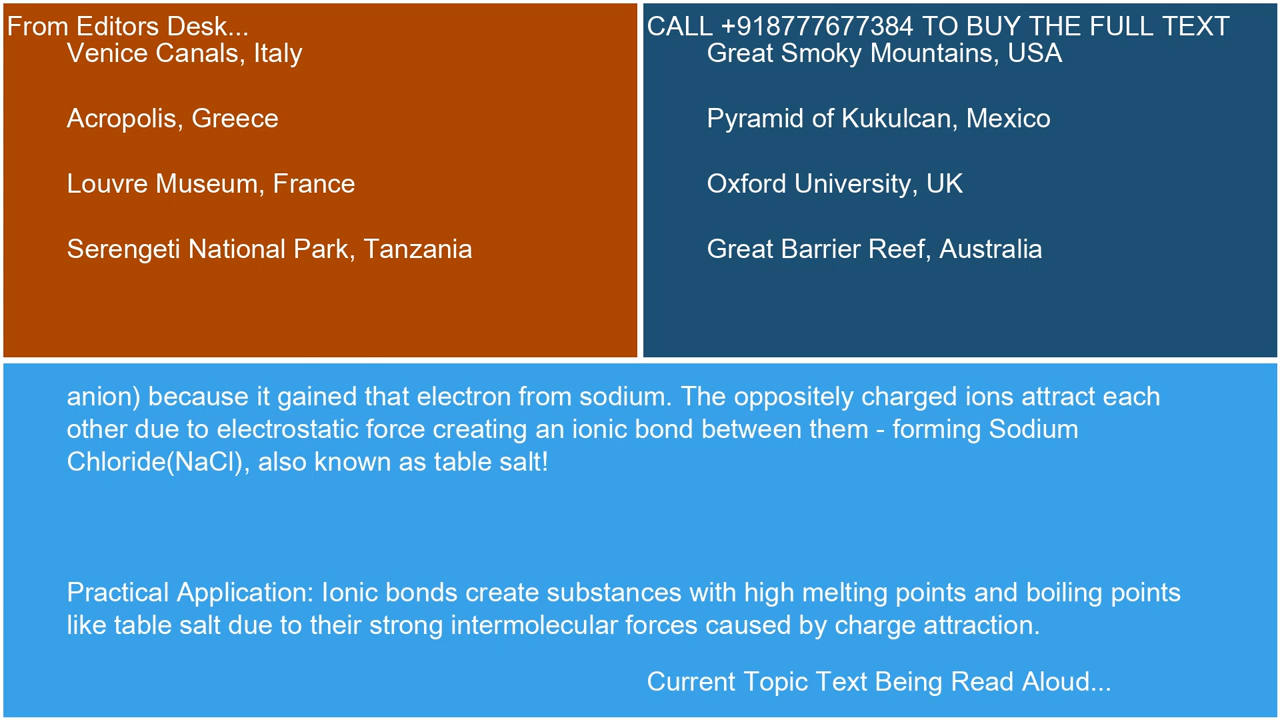 From Editors Desk...
Venice Canals, Italy
Acropolis, Greece
Louvre Museum, France
Serengeti National Park, Tanzania
CALL +918777677384 TO BUY THE FULL TEXT
Great Smoky Mountains, USA
Pyramid of Kukulcan, Mexico
Oxford University, UK
Great Barrier Reef, Australia
anion) because it gained that electron from sodium. The oppositely charged ions attract each
other due to electrostatic force creating an ionic bond between them - forming Sodium
Chloride(NaCl), also known as table salt!
Practical Application: Ionic bonds create substances with high melting points and boiling points
like table salt due to their strong intermolecular forces caused by charge attraction.
Current Topic Text Being Read Aloud...